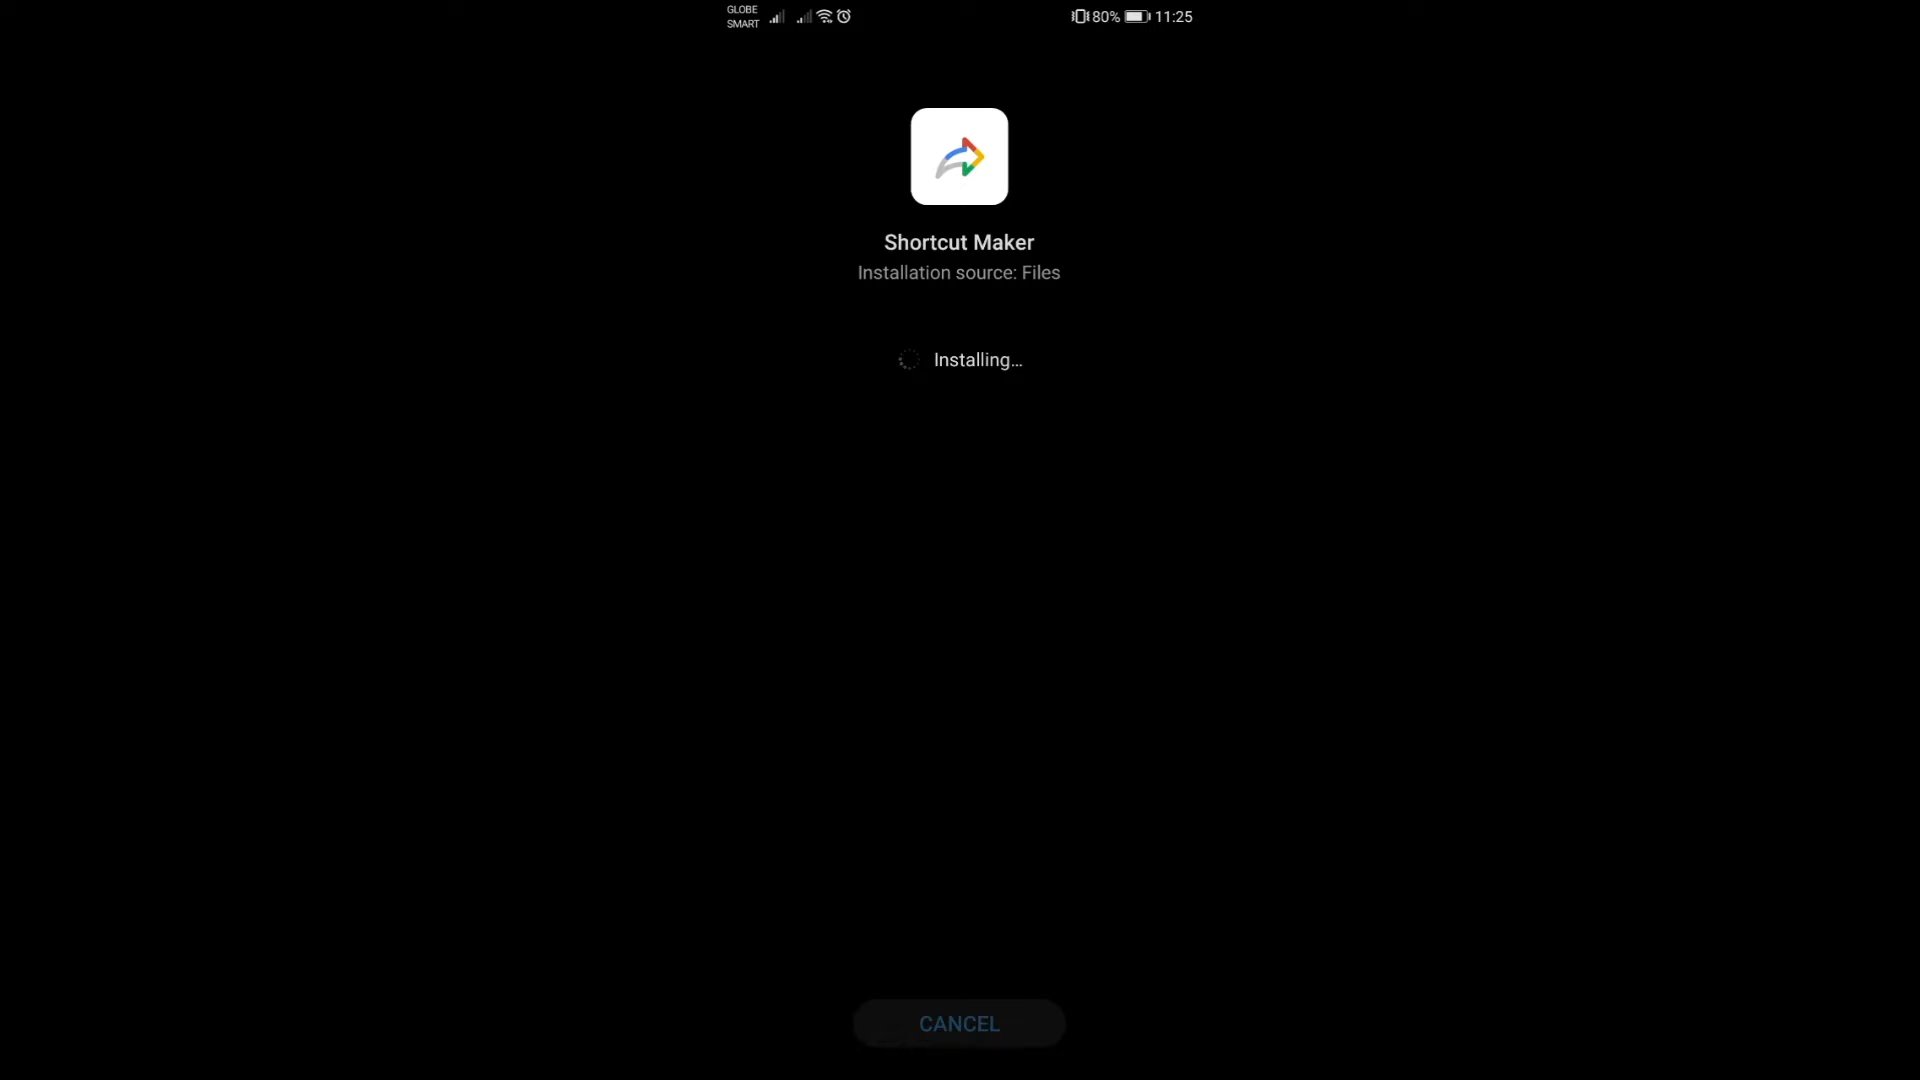 GLOBE
SMART
80% 11:25
Shortcut Maker
Installation source: Files
Installing...
CANCEL